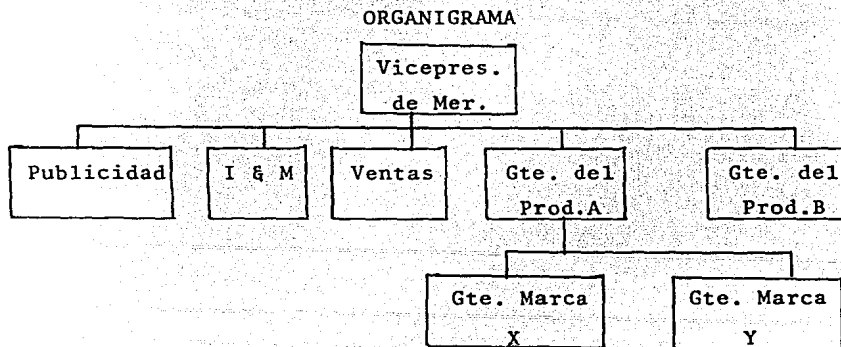 ORGANIGRAMA
Vicepres.
de Mer.
Publicidad
I & M
Ventas
Gte. del
Prod.A
Gte. del
Prod.B
Gte. Marca
X
Gte. Marca
Y